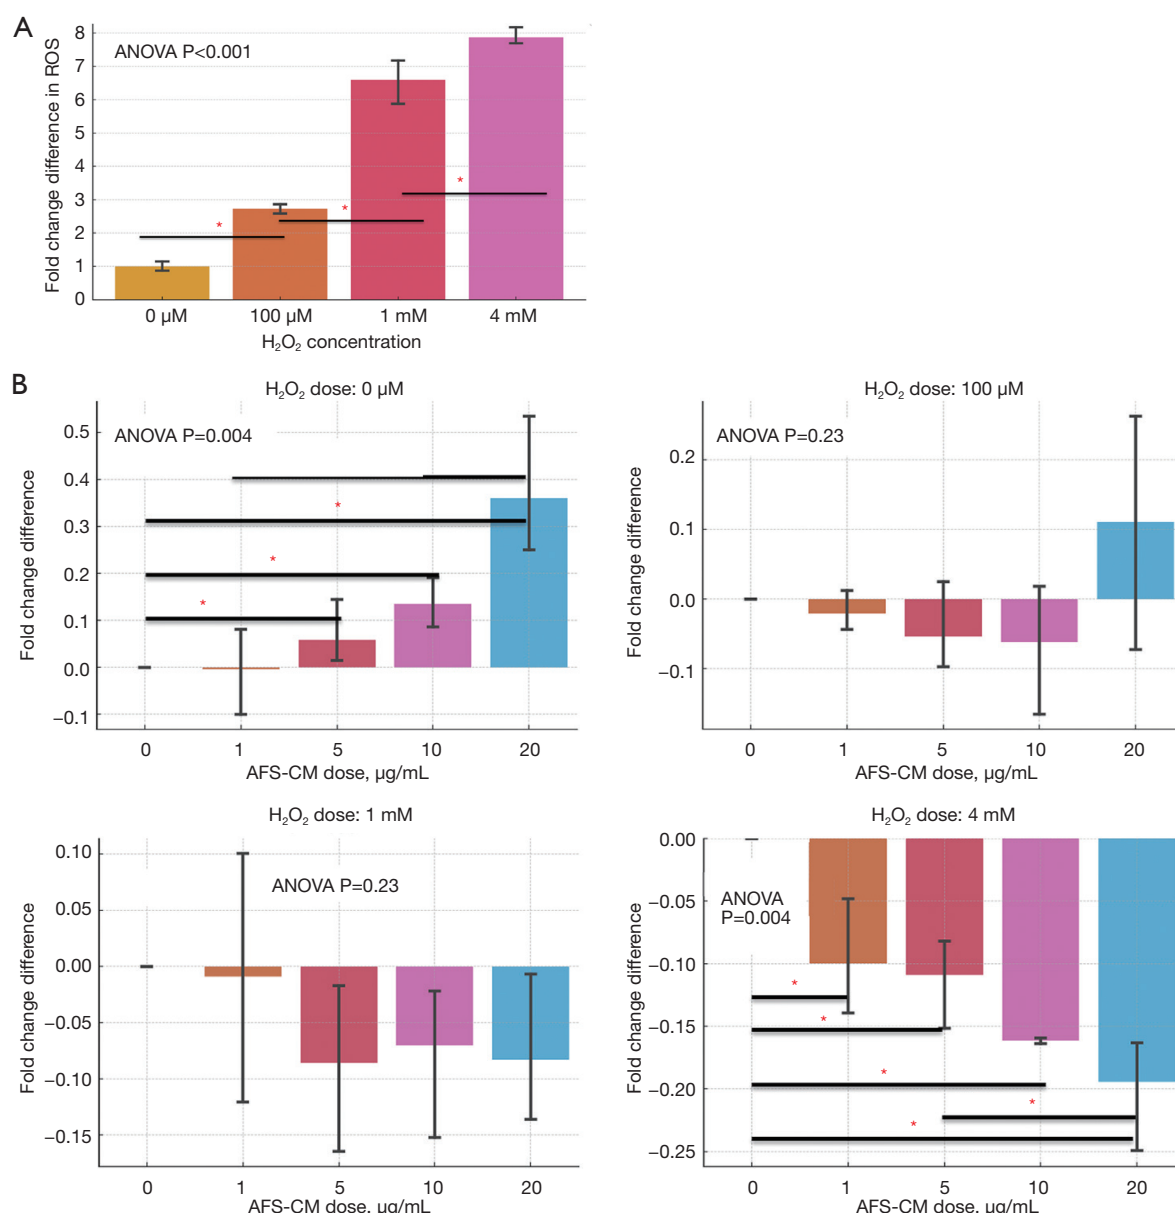 A
ANOVA P<0.001
Fold change difference in ROS
8
7
6
5
4
3
2
1
0
*
*
*
0 µM 100 µM 1 mM 4 mM
H₂O₂ concentration
B
H₂O₂ dose: 0 µM
ANOVA P=0.004
Fold change difference
0.5
0.4
0.3
0.2
0.1
0.0
–0.1
*
*
*
0 1 5 10 20
AFS-CM dose, µg/mL
H₂O₂ dose: 100 µM
ANOVA P=0.23
Fold change difference
0.2
0.1
0.0
–0.1
0 1 5 10 20
AFS-CM dose, µg/mL
H₂O₂ dose: 1 mM
ANOVA P=0.23
Fold change difference
0.10
0.05
0.00
–0.05
–0.10
–0.15
0 1 5 10 20
AFS-CM dose, µg/mL
H₂O₂ dose: 4 mM
ANOVA
P=0.004
Fold change difference
0.00
–0.05
–0.10
–0.15
–0.20
–0.25
*
*
*
*
*
0 1 5 10 20
AFS-CM dose, µg/mL